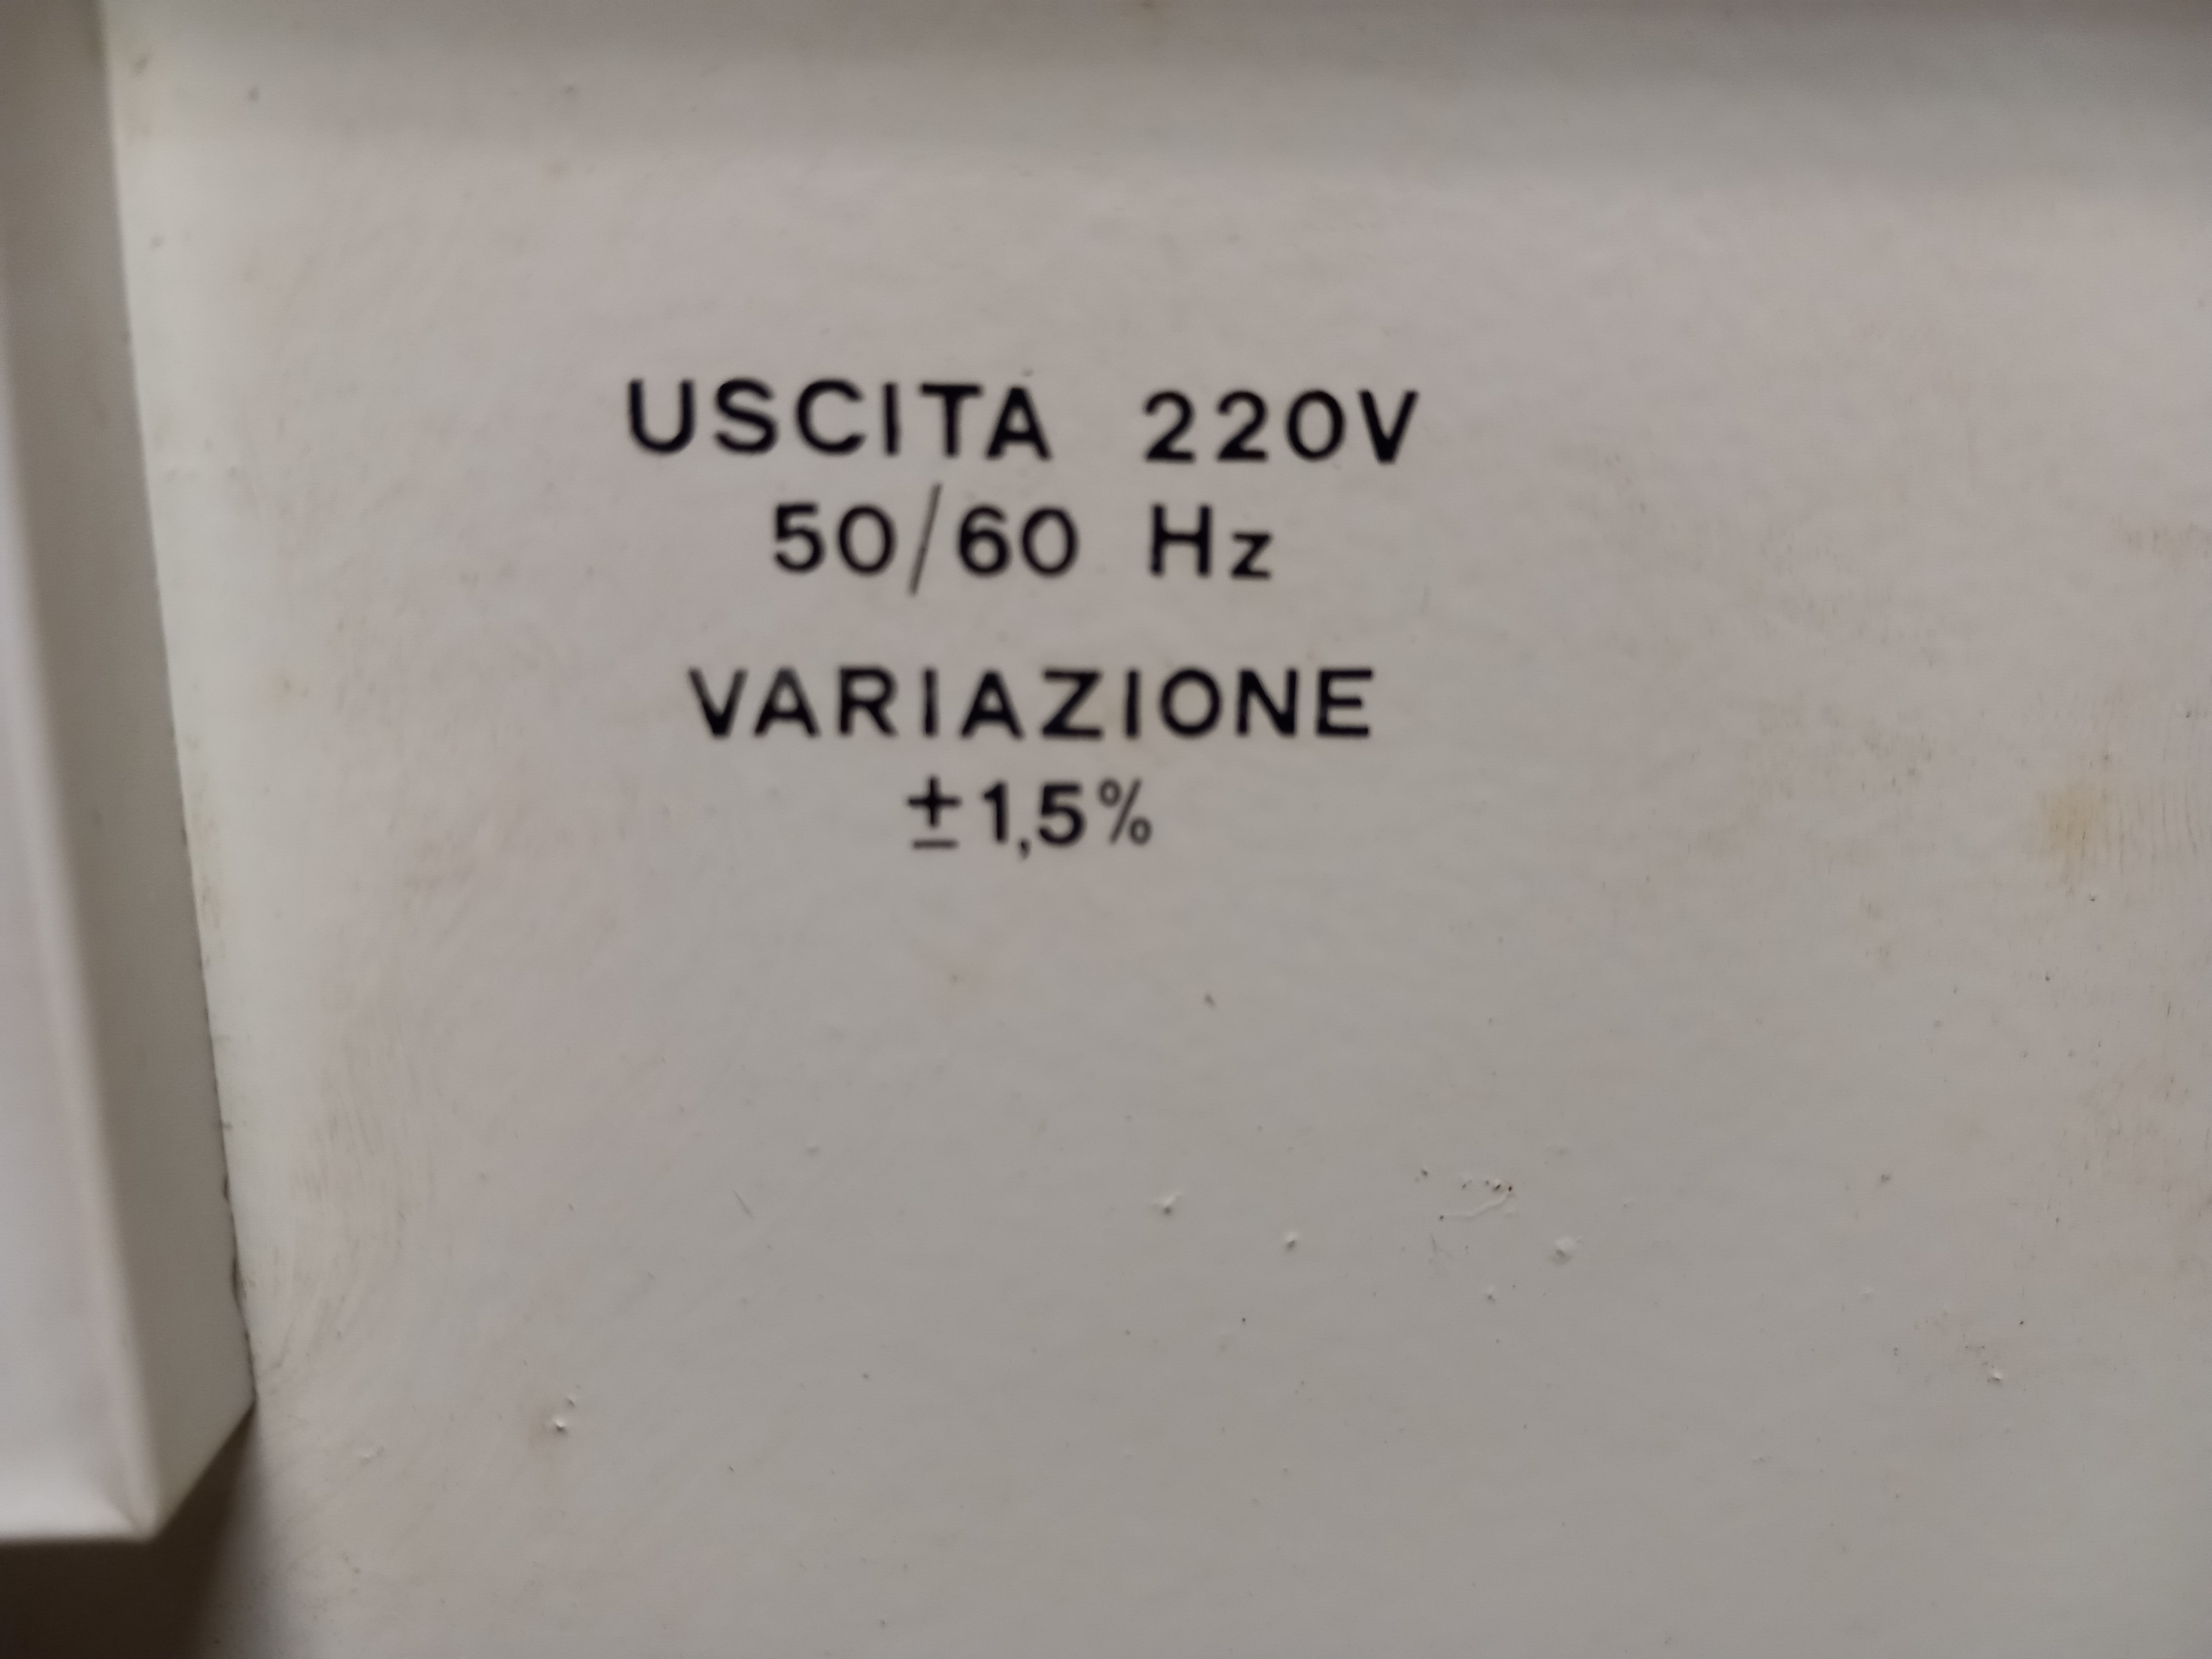 USCITA 220V
50/60 Hz
VARIAZIONE
±1,5%